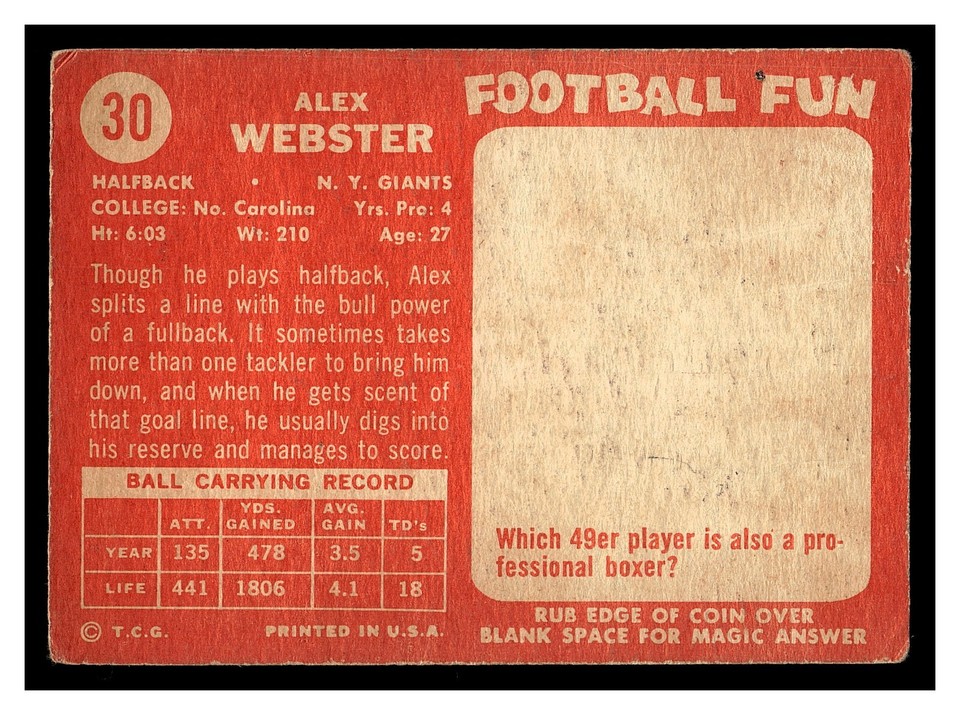 30
ALEX
WEBSTER
HALFBACK • N. Y. GIANTS
COLLEGE: No. Carolina Yrs. Pro: 4
Ht: 6:03 Wt: 210 Age: 27
Though he plays halfback, Alex
splits a line with the bull power
of a fullback. It sometimes takes
more than one tackler to bring him
down, and when he gets scent of
that goal line, he usually digs into
his reserve and manages to score.
BALL CARRYING RECORD
ATT. YDS. GAINED AVG. GAIN TD's
YEAR 135 478 3.5 5
LIFE 441 1806 4.1 18
© T.C.G. PRINTED IN U.S.A.
FOOTBALL FUN
Which 49er player is also a pro-
fessional boxer?
RUB EDGE OF COIN OVER
BLANK SPACE FOR MAGIC ANSWER